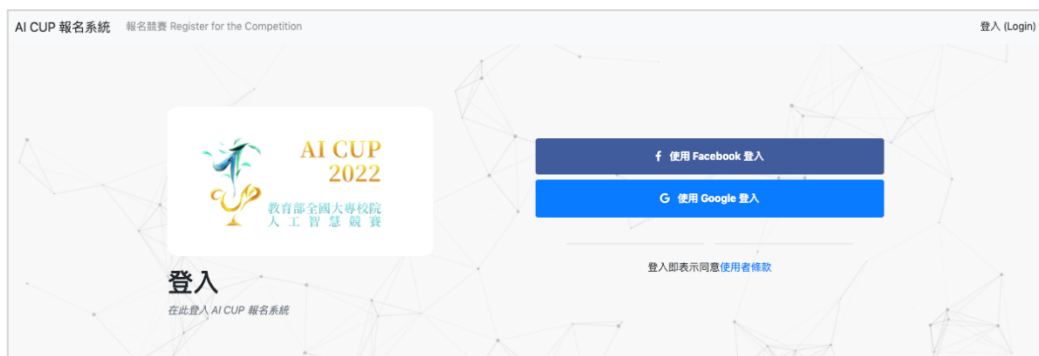 AI CUP 報名系統 報名競賽 Register for the Competition 登入 (Login)
AI CUP
2022
教育部全國大專校院
人工智慧競賽
登入
在此登入 AI CUP 報名系統
使用 Facebook 登入
使用 Google 登入
登入即表示同意使用者條款